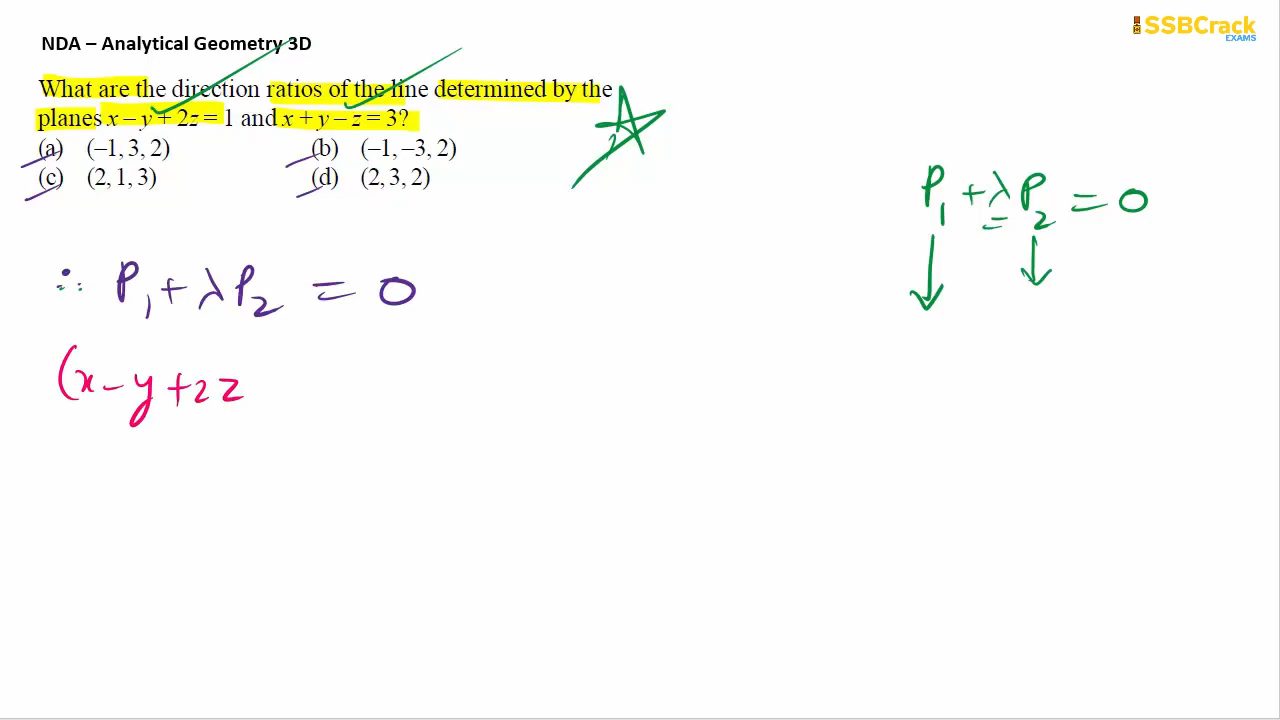 SSBCrack
EXAMS
NDA – Analytical Geometry 3D
What are the direction ratios of the line determined by the
planes x – y + 2z = 1 and x + y – z = 3?
(a) (–1, 3, 2) (b) (–1, –3, 2)
(c) (2, 1, 3) (d) (2, 3, 2)
P₁ + λP₂ = 0
∴ P₁ + λP₂ = 0
(x – y + 2z